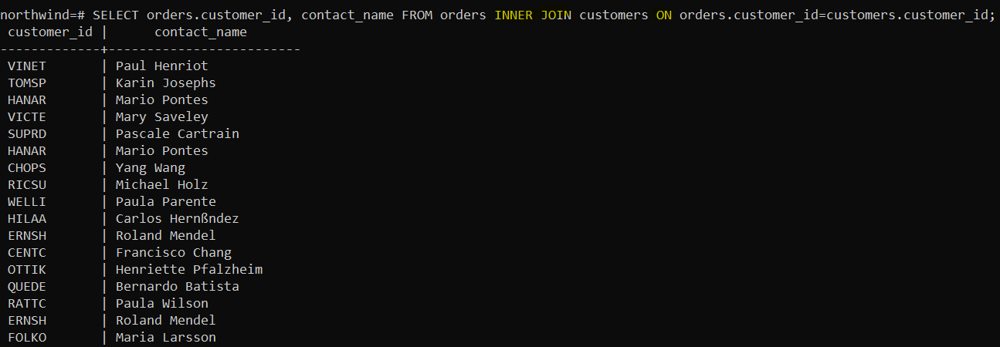 northwind=# SELECT orders.customer_id, contact_name FROM orders INNER JOIN customers ON orders.customer_id=customers.customer_id;
 customer_id |      contact_name
-------------+-------------------------
 VINET       | Paul Henriot
 TOMSP       | Karin Josephs
 HANAR       | Mario Pontes
 VICTE       | Mary Saveley
 SUPRD       | Pascale Cartrain
 HANAR       | Mario Pontes
 CHOPS       | Yang Wang
 RICSU       | Michael Holz
 WELLI       | Paula Parente
 HILAA       | Carlos Hernßndez
 ERNSH       | Roland Mendel
 CENTC       | Francisco Chang
 OTTIK       | Henriette Pfalzheim
 QUEDE       | Bernardo Batista
 RATTC       | Paula Wilson
 ERNSH       | Roland Mendel
 FOLKO       | Maria Larsson